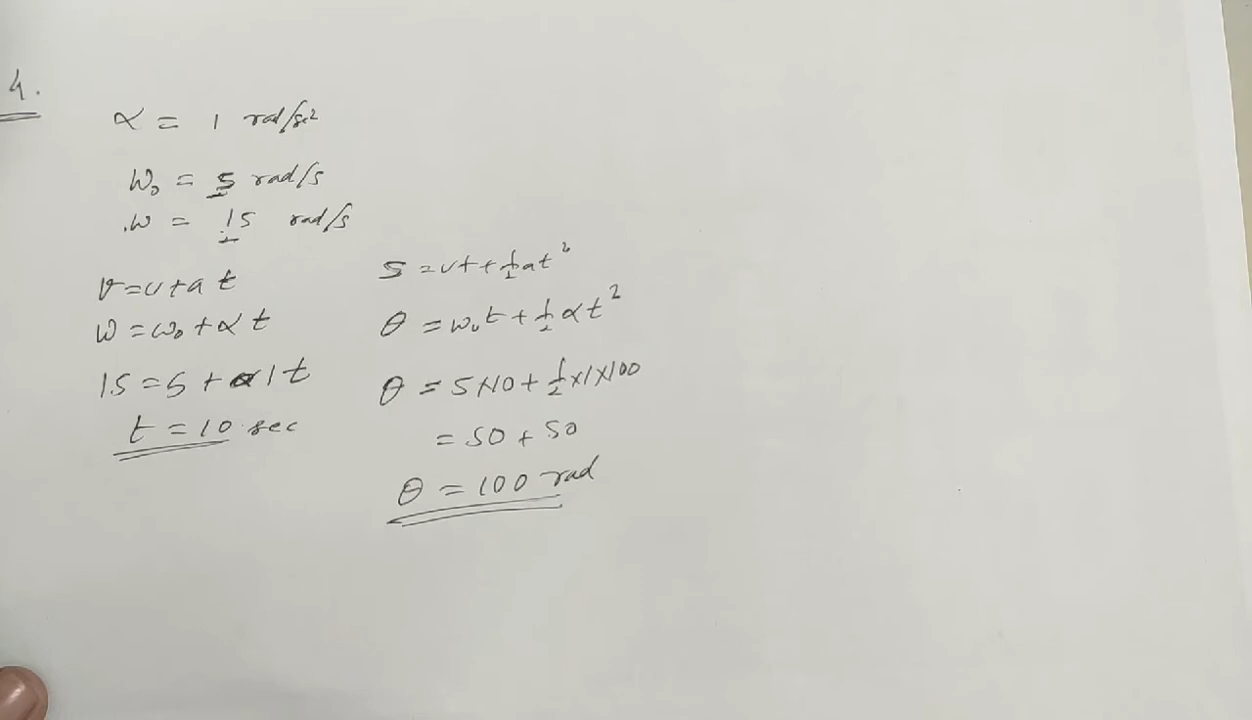 4.
α = 1 rad/sec²
ω₀ = 5 rad/s
ω = 15 rad/s
v=u+at
ω=ω₀+αt
15=5+1t
t=10 sec
s=ut+½at²
θ=ω₀t+½αt²
θ=5×10+½×1×100
=50+50
θ=100 rad